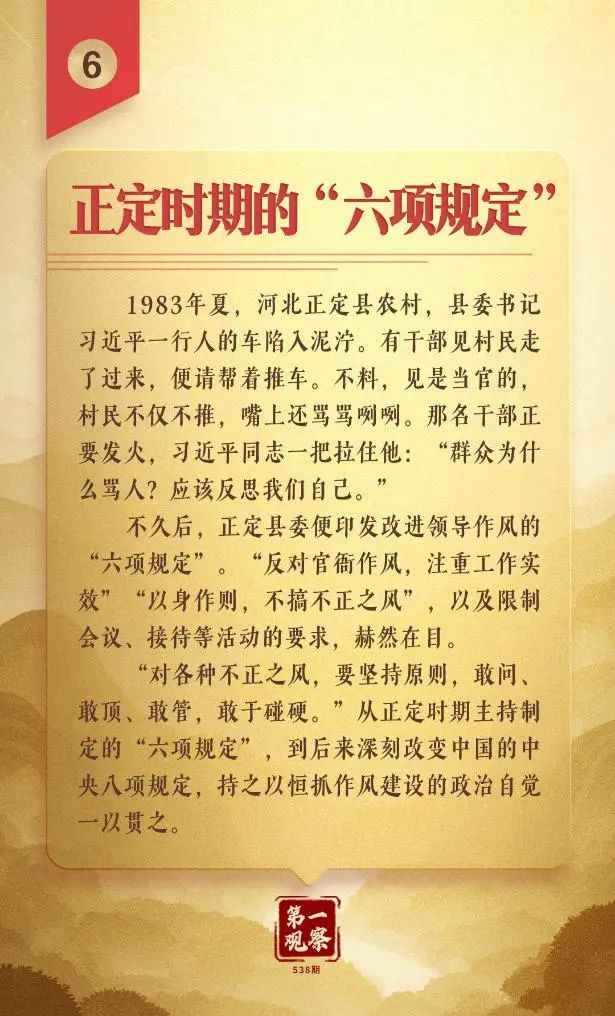 6
正定时期的“六项规定”
1983年夏，河北正定县农村，县委书记
习近平一行人的车陷入泥泞。有干部见村民走
了过来，便请帮着推车。不料，见是当官的，
村民不仅不推，嘴上还骂骂咧咧。那名干部正
要发火，习近平同志一把拉住他：“群众为什
么骂人？应该反思我们自己。”
不久后，正定县委便印发改进领导作风的
“六项规定”。“反对官衙作风，注重工作实
效”“以身作则，不搞不正之风”，以及限制
会议、接待等活动的要求，赫然在目。
“对各种不正之风，要坚持原则，敢问、
敢顶、敢管，敢于碰硬。”从正定时期主持制
定的“六项规定”，到后来深刻改变中国的中
央八项规定，持之以恒抓作风建设的政治自觉
一以贯之。
第一
观察
538期